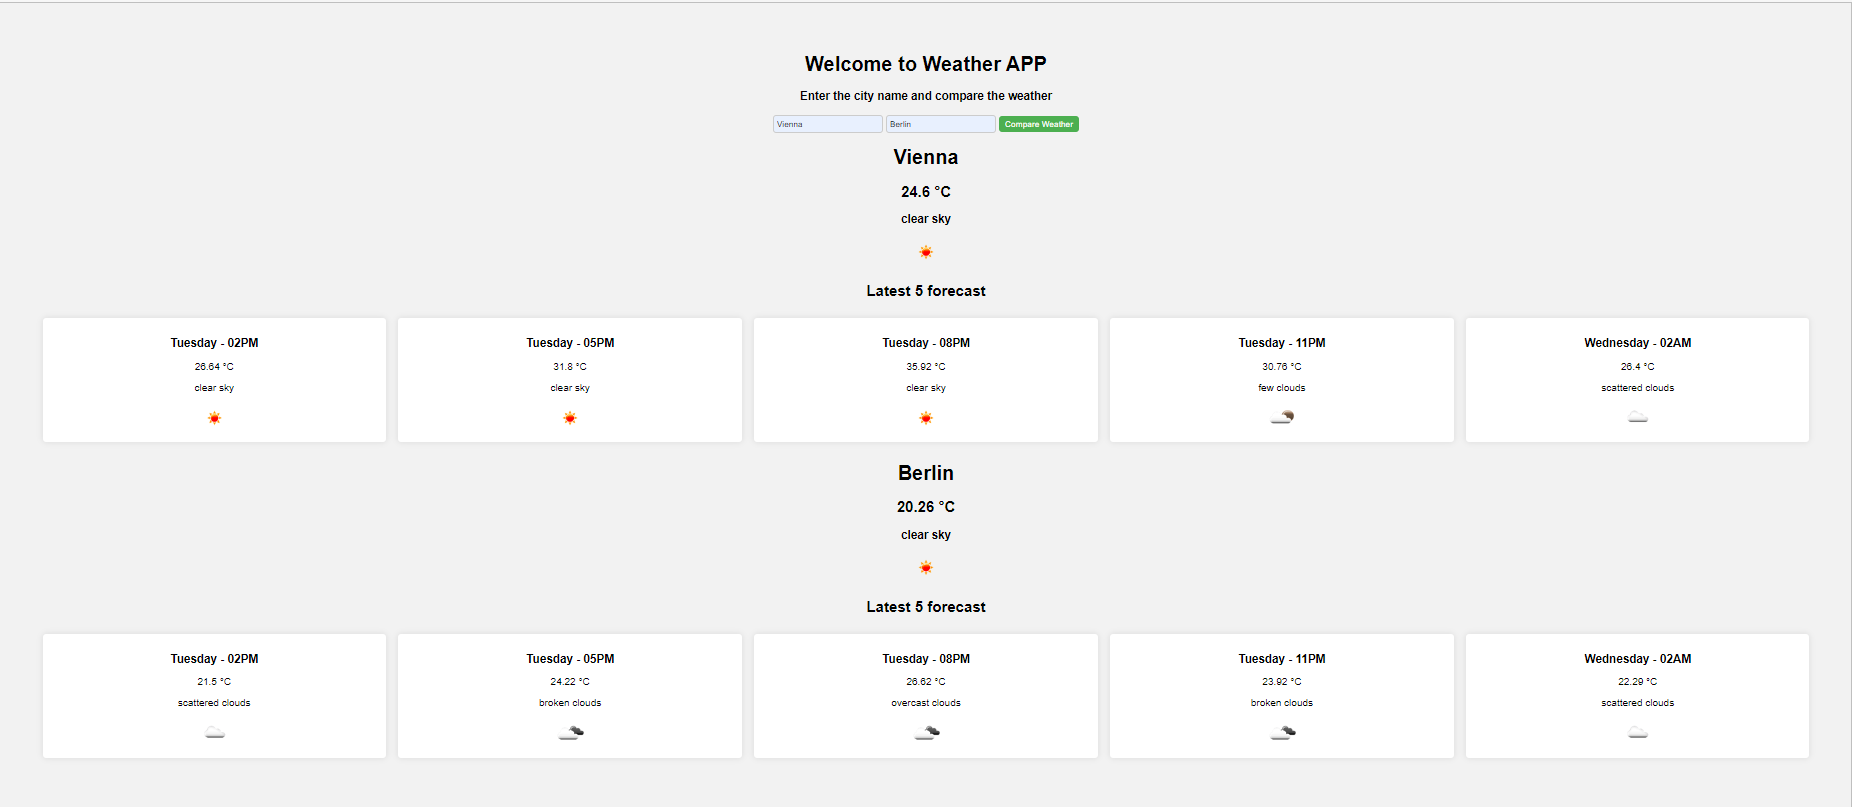 Welcome to Weather APP
Enter the city name and compare the weather
Vienna Berlin Compare Weather
Vienna
24.6 °C
clear sky
Latest 5 forecast
Tuesday - 02PM Tuesday - 05PM Tuesday - 08PM Tuesday - 11PM Wednesday - 02AM
26.64 °C 31.8 °C 35.92 °C 30.76 °C 26.4 °C
clear sky clear sky clear sky few clouds scattered clouds
Berlin
20.26 °C
clear sky
Latest 5 forecast
Tuesday - 02PM Tuesday - 05PM Tuesday - 08PM Tuesday - 11PM Wednesday - 02AM
21.5 °C 24.22 °C 26.62 °C 23.92 °C 22.29 °C
scattered clouds broken clouds overcast clouds broken clouds scattered clouds